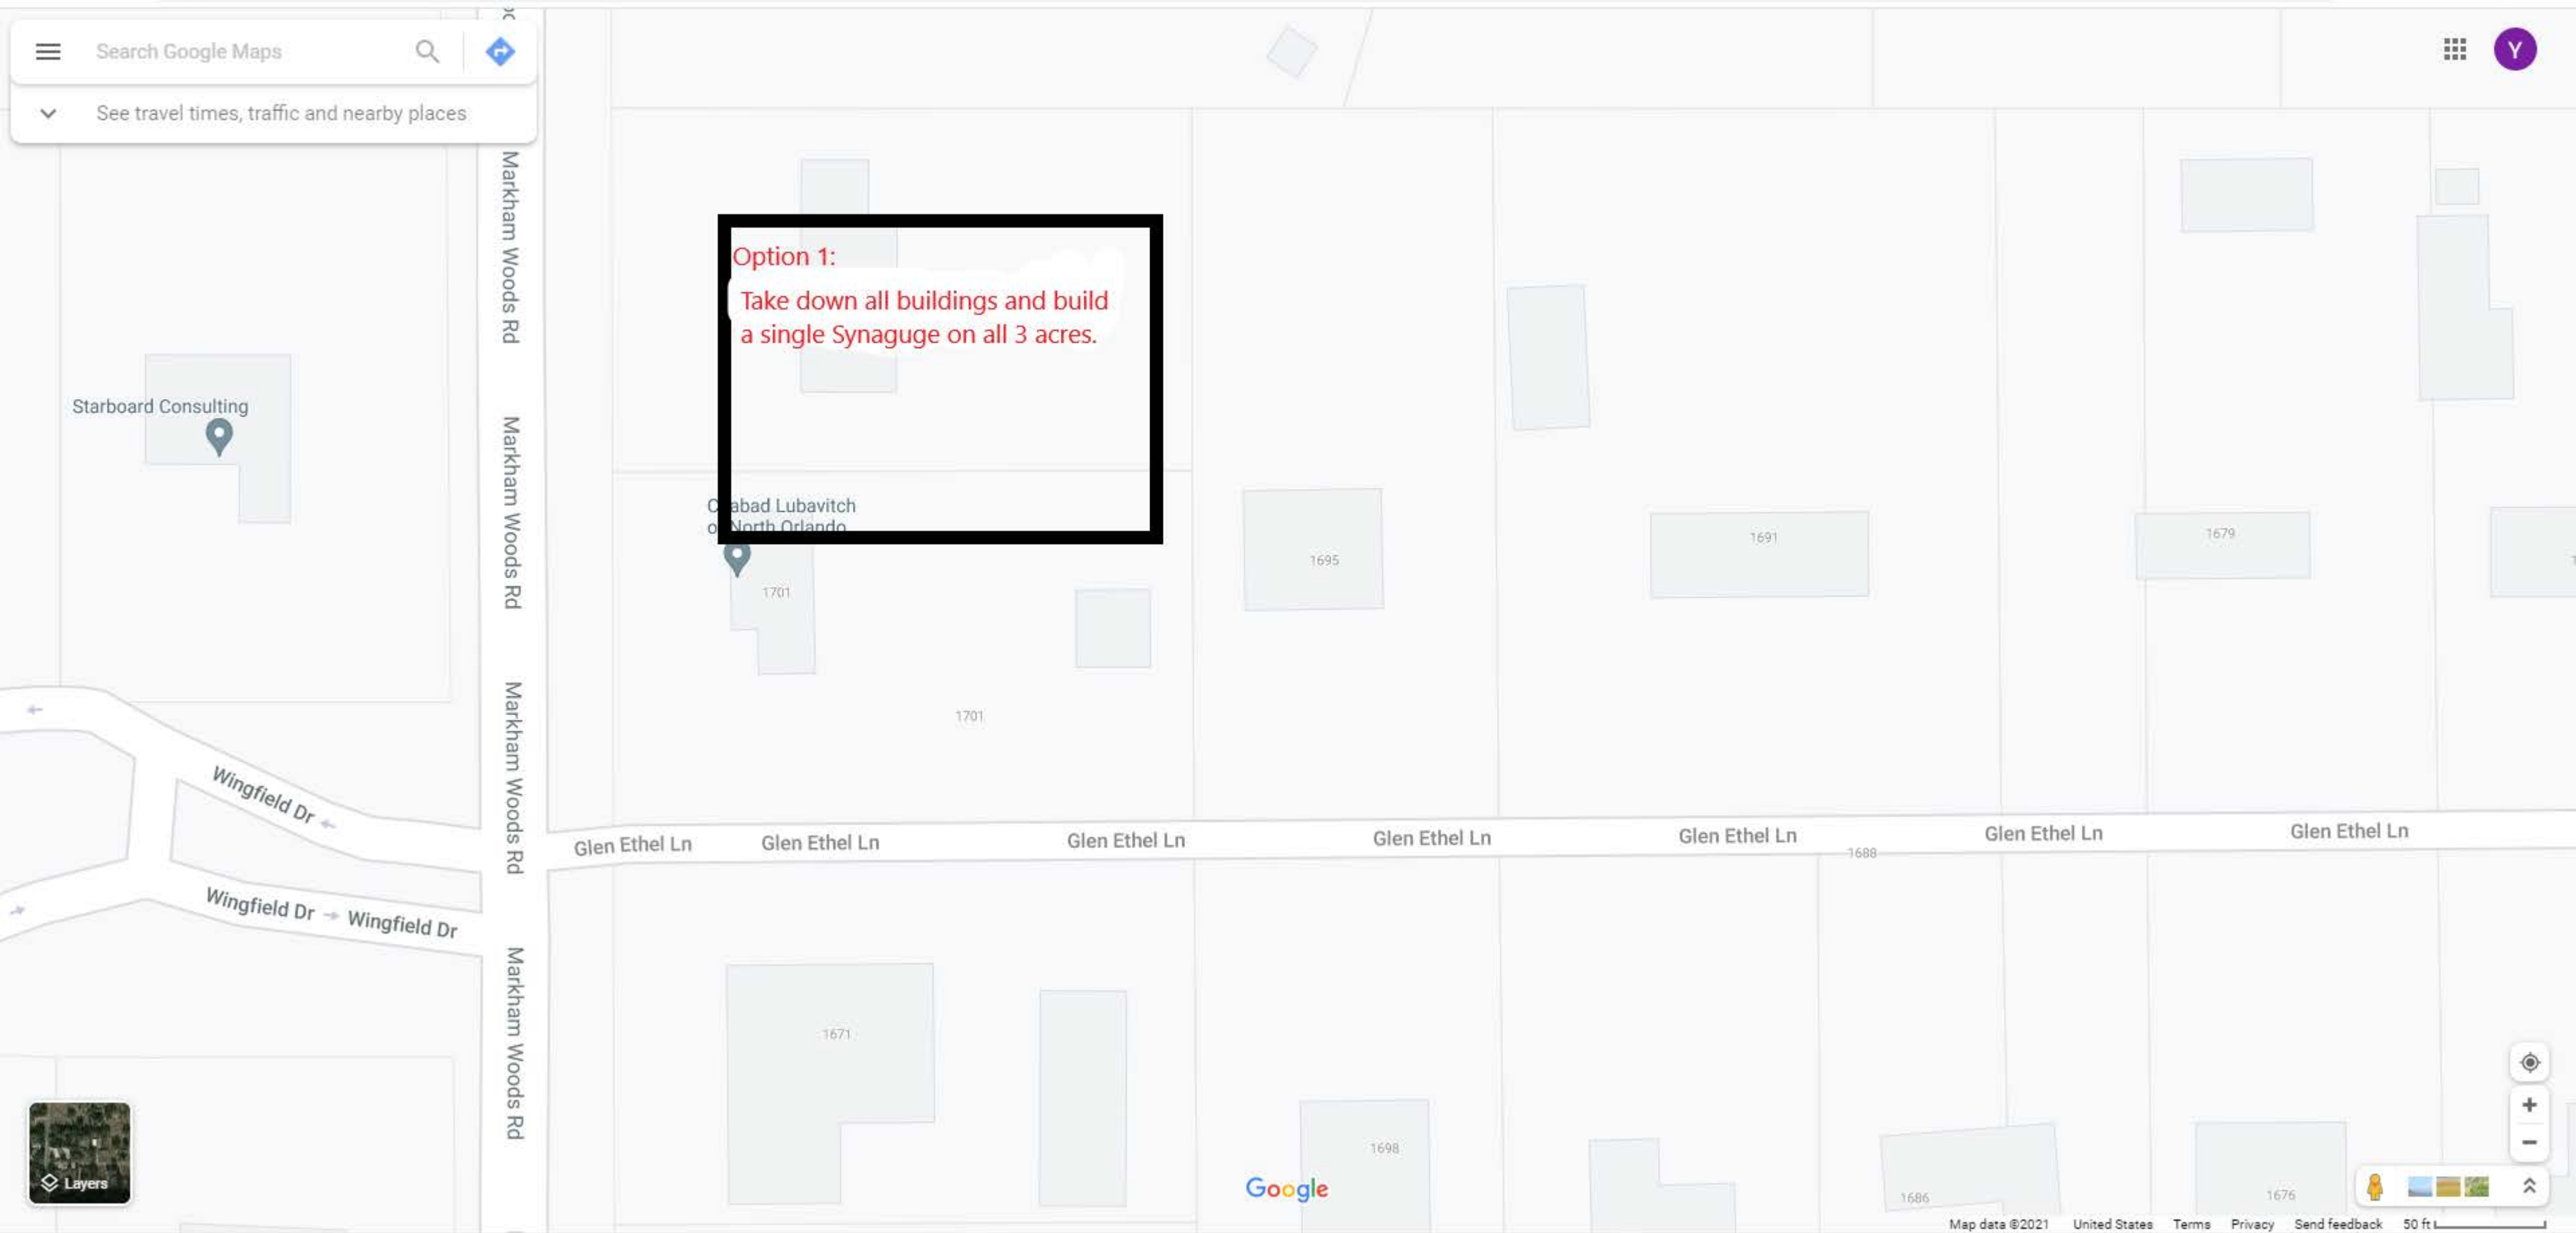 Search Google Maps
See travel times, traffic and nearby places
Markham Woods Rd
Markham Woods Rd
Markham Woods Rd
Markham Woods Rd
Option 1:
Take down all buildings and build
a single Synaguge on all 3 acres.
Starboard Consulting
Chabad Lubavitch
of North Orlando
1701
1701
1695
1691
1679
Wingfield Dr
Wingfield Dr
Wingfield Dr
Glen Ethel Ln
Glen Ethel Ln
Glen Ethel Ln
Glen Ethel Ln
Glen Ethel Ln
Glen Ethel Ln
Glen Ethel Ln
1688
1671
1698
1686
1676
Layers
Google
Map data ©2021 United States Terms Privacy Send feedback 50 ft
Y